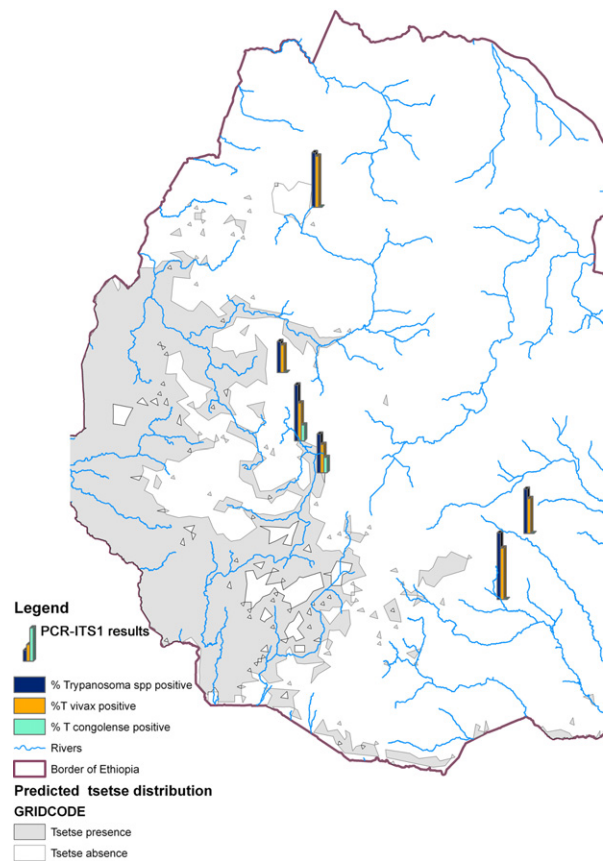 Legend
PCR-ITS1 results
% Trypanosoma spp positive
%T vivax positive
% T congolense positive
Rivers
Border of Ethiopia
Predicted tsetse distribution
GRIDCODE
Tsetse presence
Tsetse absence